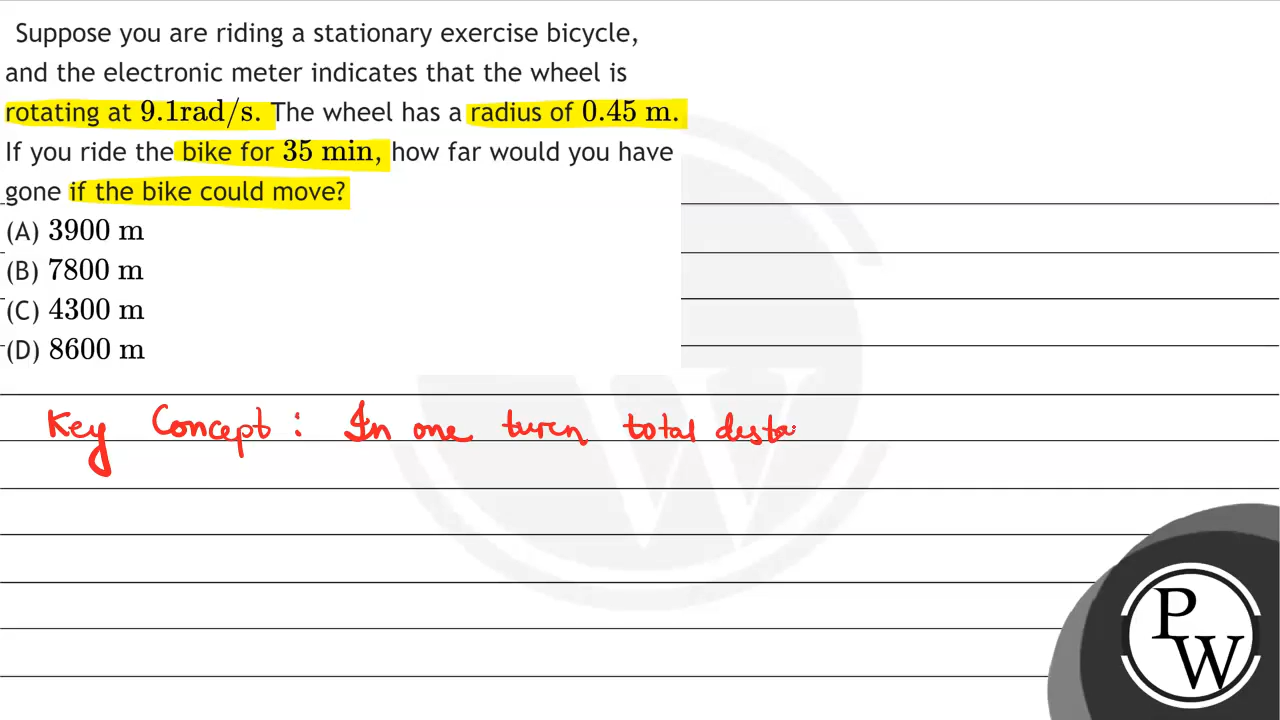 Suppose you are riding a stationary exercise bicycle,
and the electronic meter indicates that the wheel is
rotating at 9.1rad/s. The wheel has a radius of 0.45 m.
If you ride the bike for 35 min, how far would you have
gone if the bike could move?
(A) 3900 m
(B) 7800 m
(C) 4300 m
(D) 8600 m
Key Concept: In one turn total dista
PW